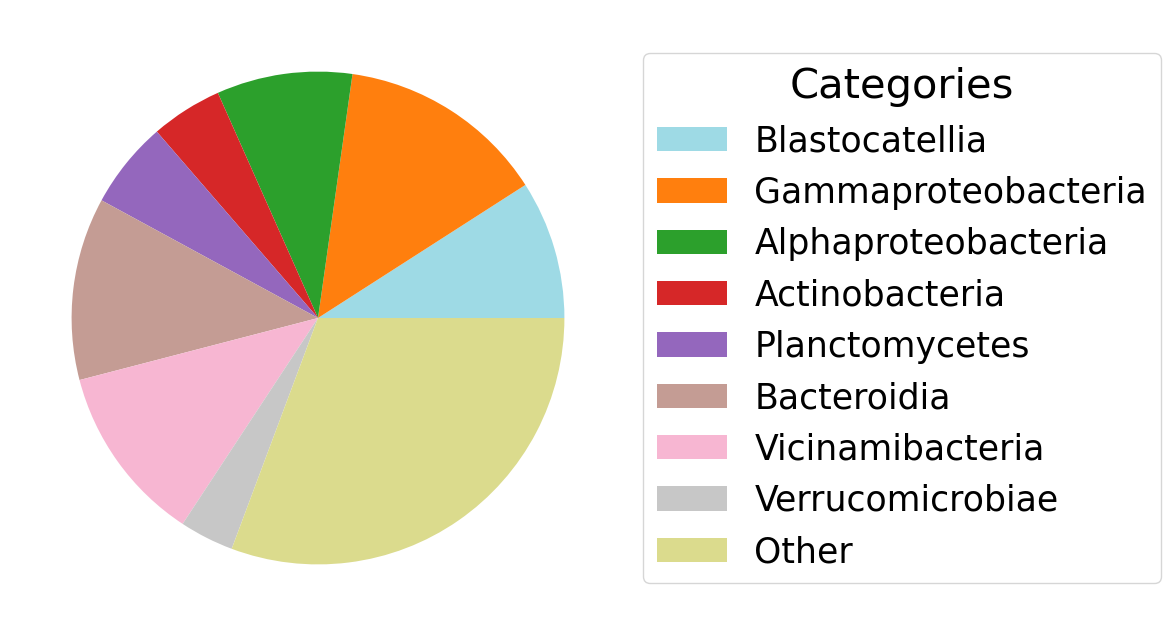 Categories
Blastocatellia
Gammaproteobacteria
Alphaproteobacteria
Actinobacteria
Planctomycetes
Bacteroidia
Vicinamibacteria
Verrucomicrobiae
Other